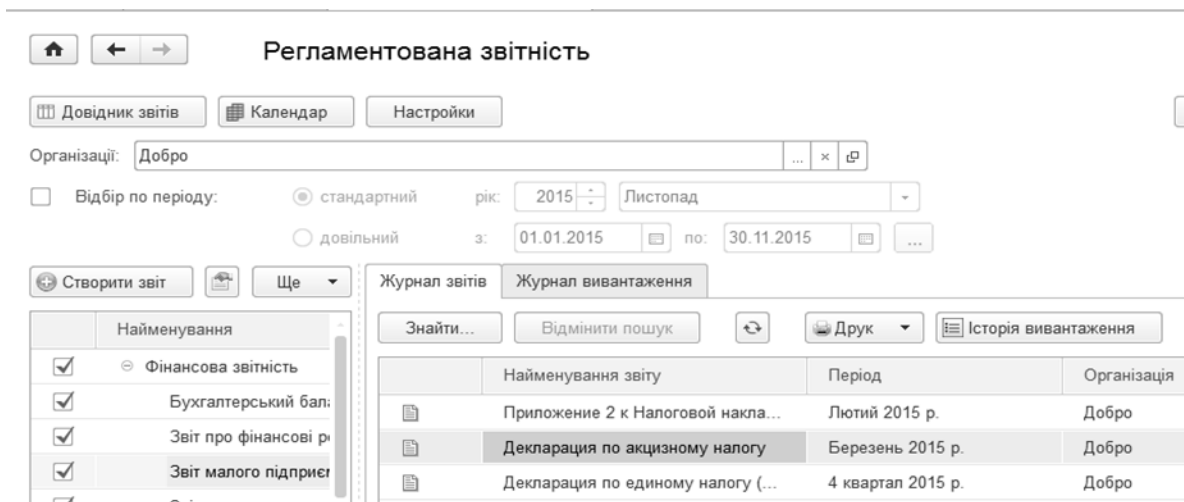 Регламентована звітність
Довідник звітів Календар Настройки
Організації: Добро ... ×
Відбір по періоду: стандартний рік: 2015 Листопад
довільний з: 01.01.2015 по: 30.11.2015 ...
Створити звіт Ще Журнал звітів Журнал вивантаження
Найменування Знайти... Відмінити пошук Друк Історія вивантаження
Фінансова звітність Найменування звіту Період Організація
Бухгалтерський бал Приложение 2 к Налоговой накла... Лютий 2015 р. Добро
Звіт про фінансові р Декларация по акцизному налогу Березень 2015 р. Добро
Звіт малого підприєм Декларация по единому налогу (... 4 квартал 2015 р. Добро